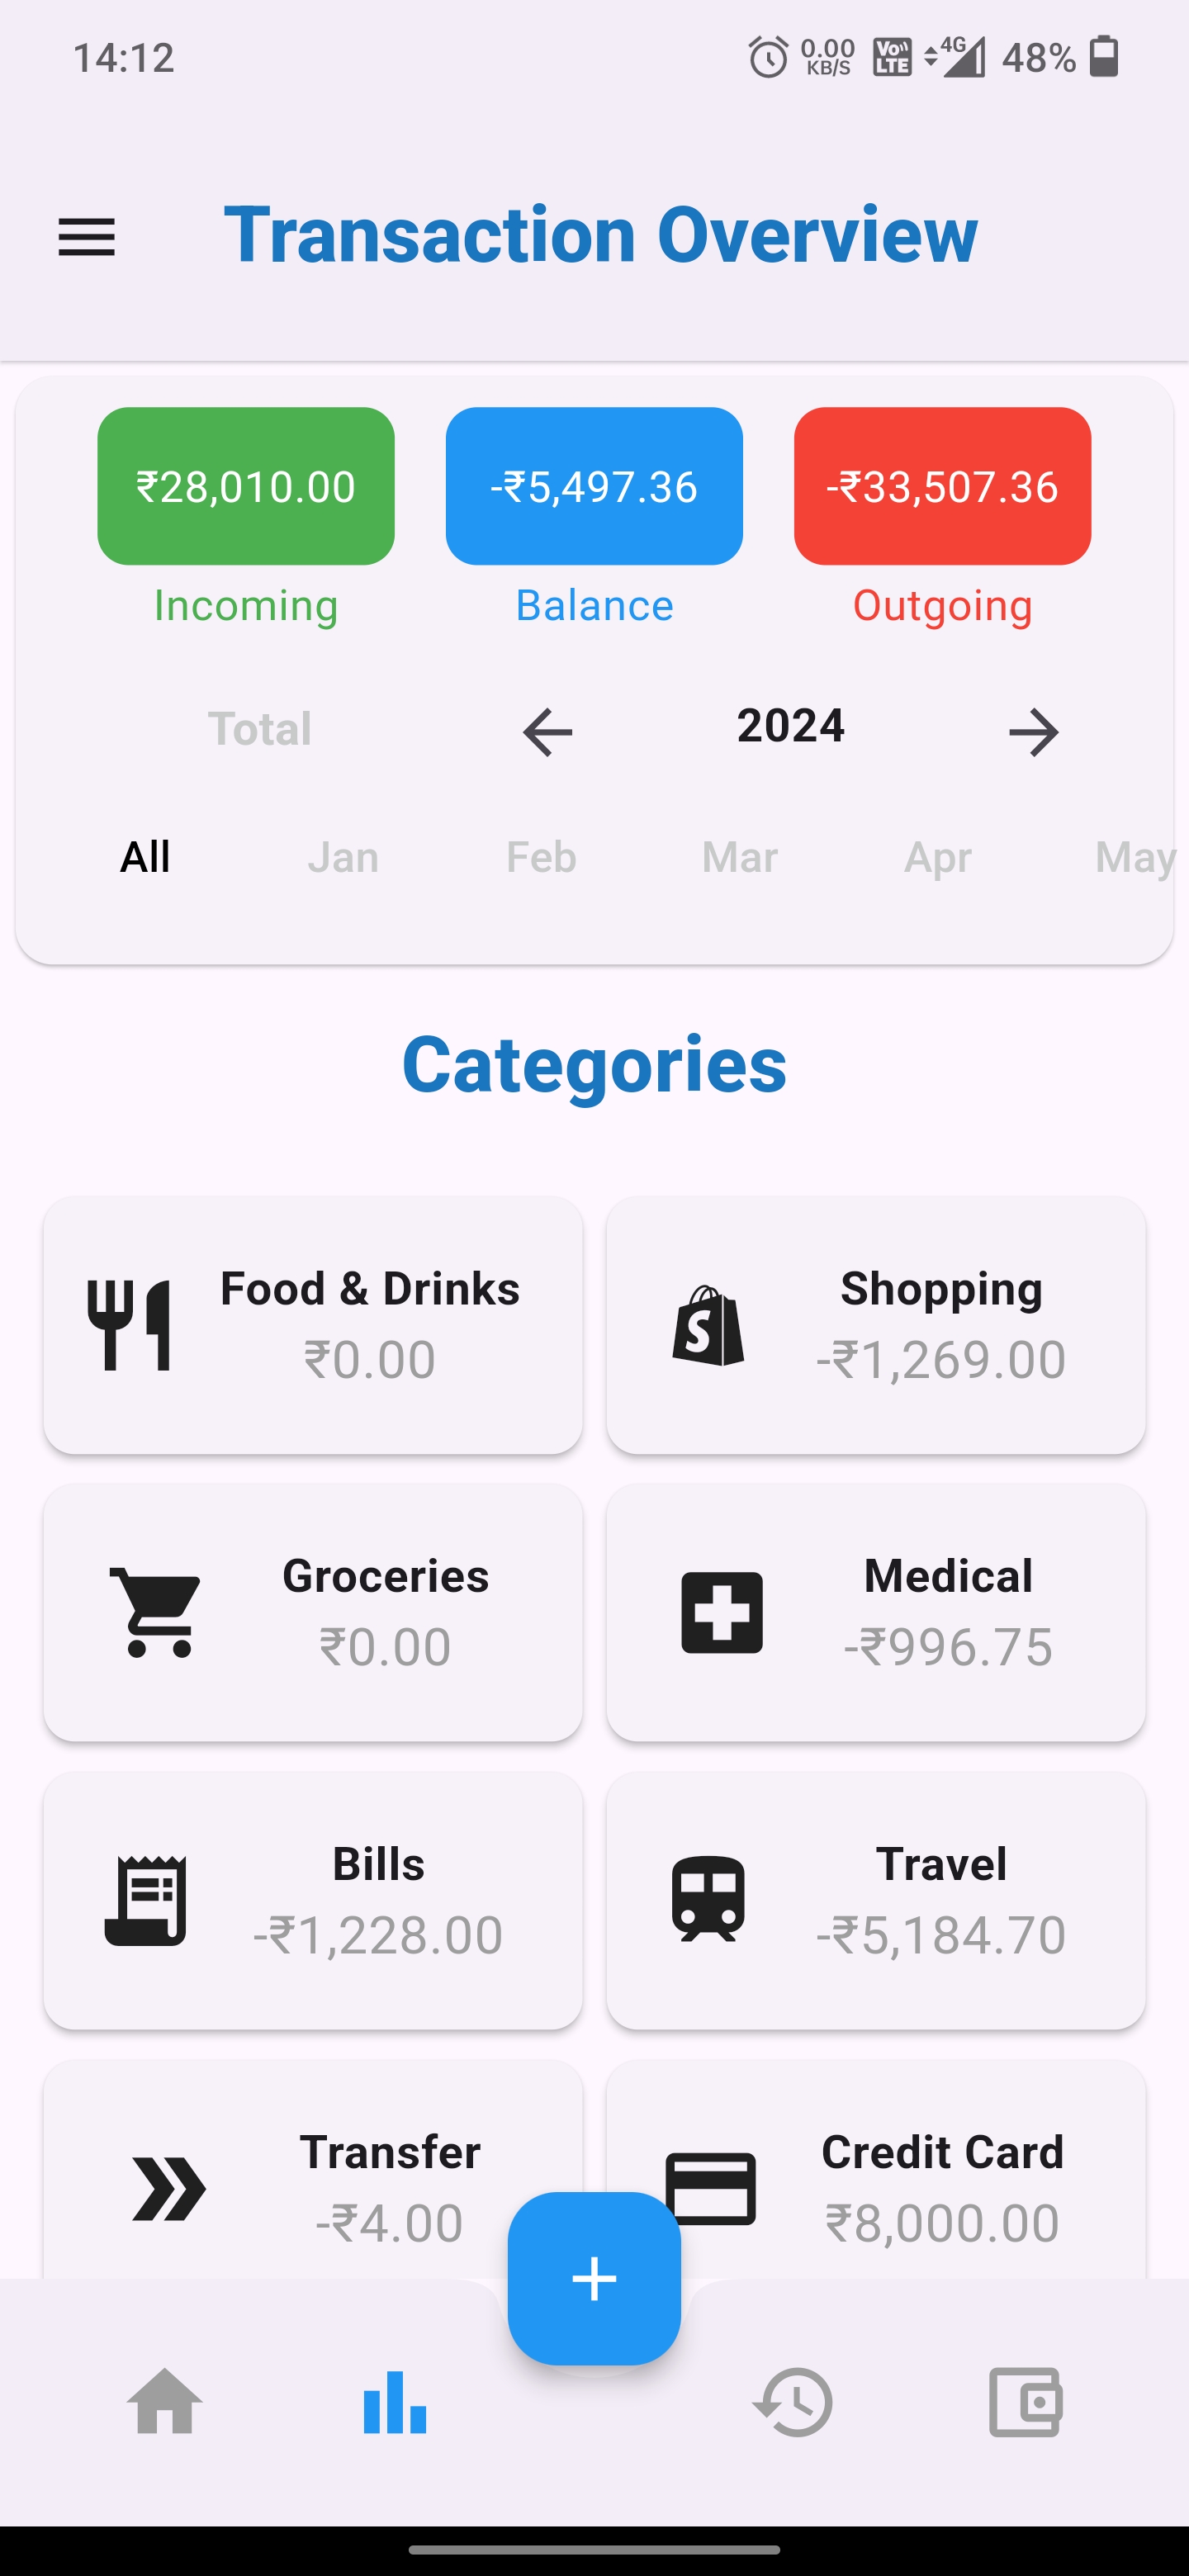 14:12 0.00 KB/S VoLTE 4G 48%
Transaction Overview
₹28,010.00 -₹5,497.36 -₹33,507.36
Incoming Balance Outgoing
Total 2024
All Jan Feb Mar Apr May
Categories
Food & Drinks
₹0.00
Shopping
-₹1,269.00
Groceries
₹0.00
Medical
-₹996.75
Bills
-₹1,228.00
Travel
-₹5,184.70
Transfer
-₹4.00
Credit Card
₹8,000.00